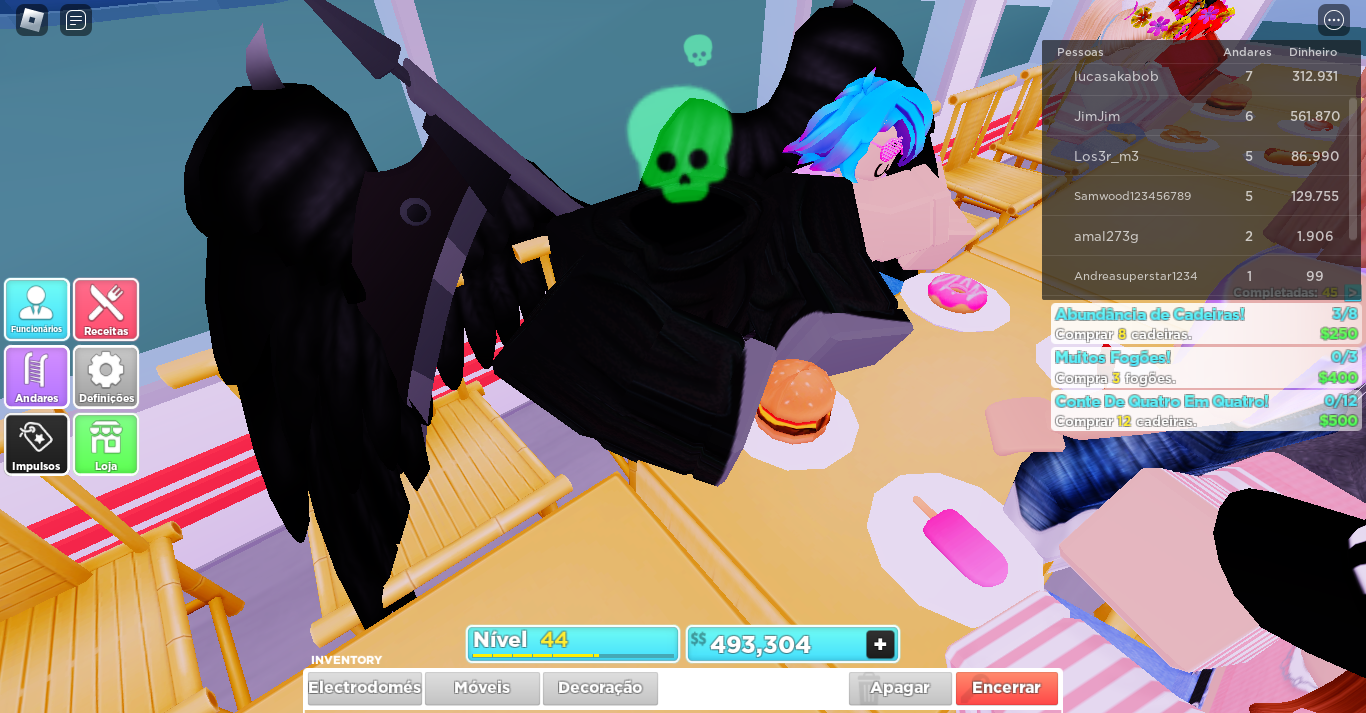 Pessoas Andares Dinheiro
lucasakabob 7 312.931
JimJim 6 561.870
Los3r_m3 5 86.990
Samwood123456789 5 129.755
amal273g 2 1.906
Andreasuperstar1234 1 99
Completadas: 45 >
Abundância de Cadeiras! 3/8
Comprar 8 cadeiras. $250
Muitos Fogões! 0/3
Compra 3 fogões. $400
Conte De Quatro Em Quatro! 0/12
Comprar 12 cadeiras. $500
Funcionários Receitas
Andares Definições
Impulsos Loja
Nível 44 $$ 493,304 +
INVENTORY
Electrodomés Móveis Decoração Apagar Encerrar